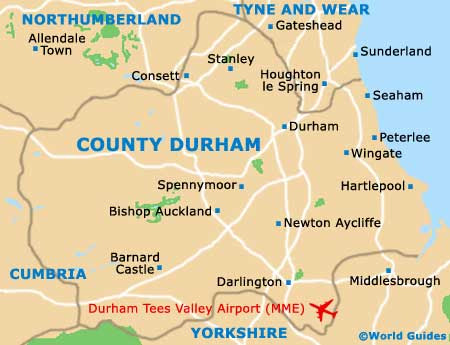 NORTHUMBERLAND
TYNE AND WEAR
Gateshead
Allendale
Town
Stanley
Sunderland
Consett
Houghton
le Spring
Seaham
Durham
COUNTY DURHAM
Peterlee
Wingate
Spennymoor
Hartlepool
Bishop Auckland
Newton Aycliffe
Barnard
Castle
CUMBRIA
Darlington
Middlesbrough
Durham Tees Valley Airport (MME)
YORKSHIRE
©World Guides